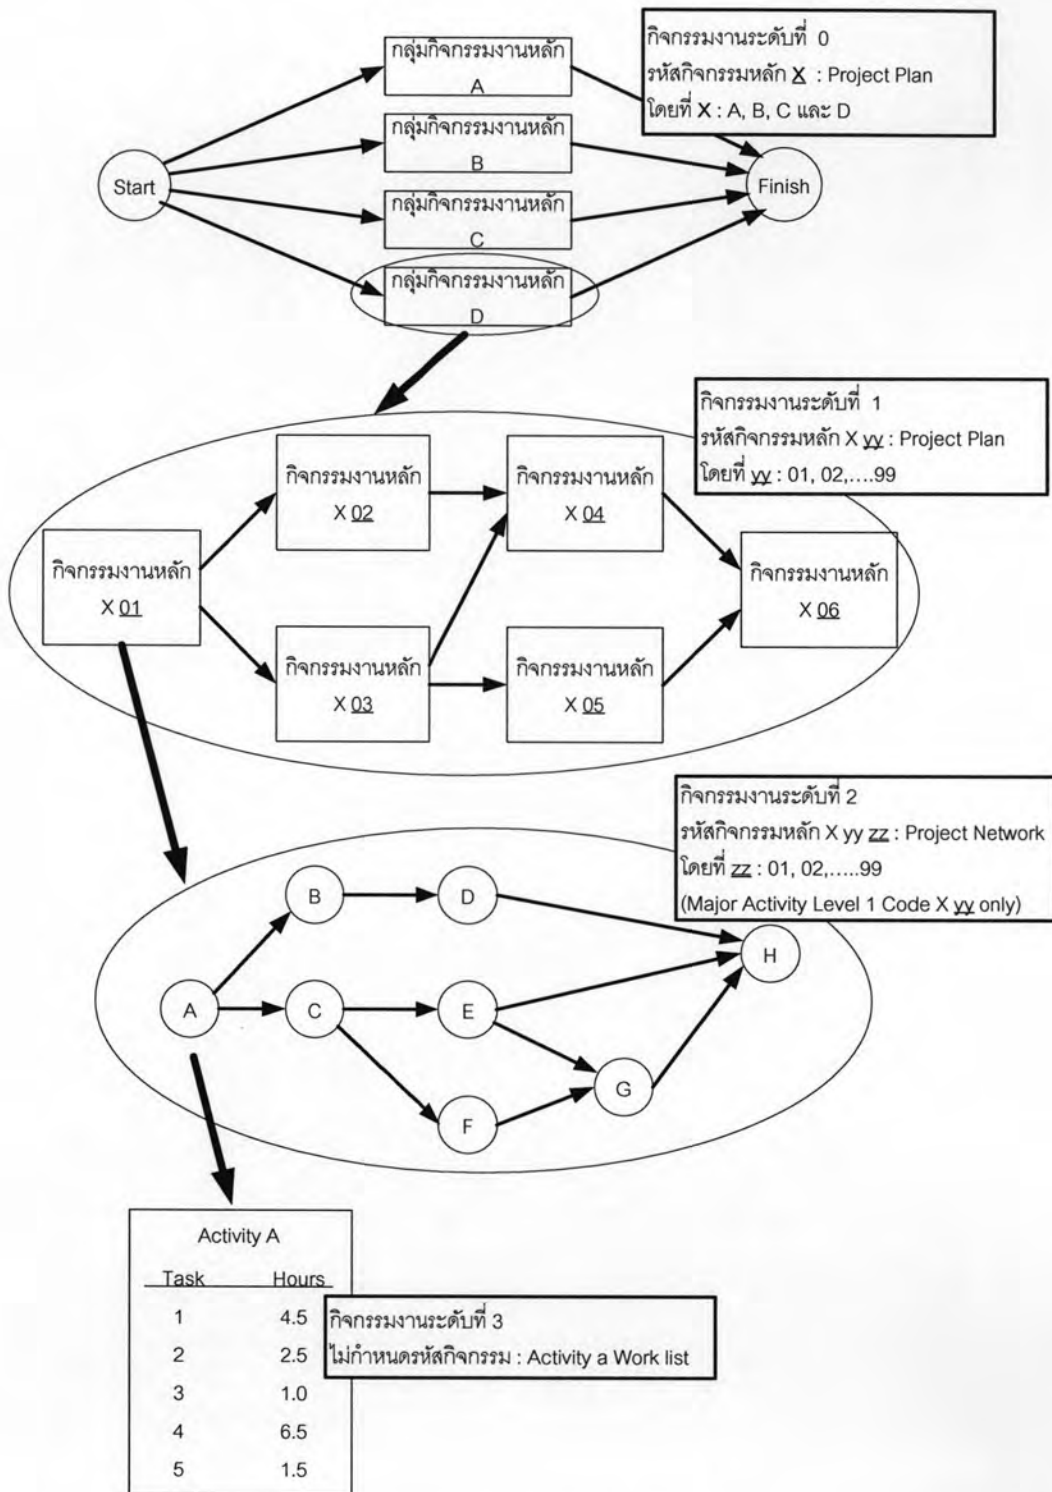 กลุ่มกิจกรรมงานหลัก
A
กลุ่มกิจกรรมงานหลัก
B
กลุ่มกิจกรรมงานหลัก
C
กลุ่มกิจกรรมงานหลัก
D
Start
Finish
กิจกรรมงานระดับที่ 0
รหัสกิจกรรมหลัก X : Project Plan
โดยที่ X : A, B, C และ D
กิจกรรมงานระดับที่ 1
รหัสกิจกรรมหลัก X yy : Project Plan
โดยที่ yy : 01, 02,....99
กิจกรรมงานหลัก
X 01
กิจกรรมงานหลัก
X 02
กิจกรรมงานหลัก
X 03
กิจกรรมงานหลัก
X 04
กิจกรรมงานหลัก
X 05
กิจกรรมงานหลัก
X 06
กิจกรรมงานระดับที่ 2
รหัสกิจกรรมหลัก X yy zz : Project Network
โดยที่ zz : 01, 02,.....99
(Major Activity Level 1 Code X yy only)
A
B
C
D
E
F
G
H
Activity A
Task Hours
1 4.5
2 2.5
3 1.0
4 6.5
5 1.5
กิจกรรมงานระดับที่ 3
ไม่กำหนดรหัสกิจกรรม : Activity a Work list